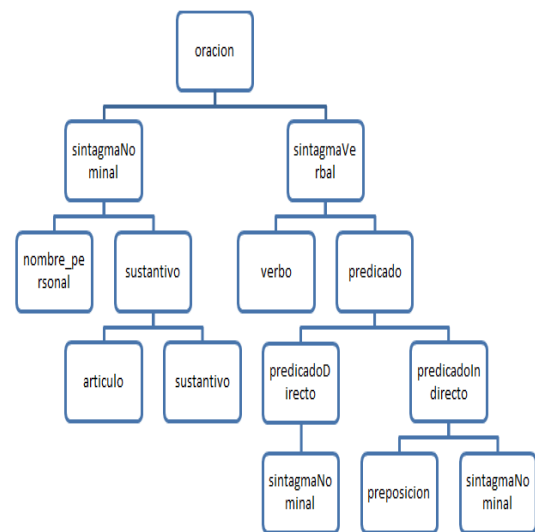 oracion
sintagmaNo
minal
sintagmaVe
rbal
nombre_pe
rsonal
sustantivo
verbo
predicado
articulo
sustantivo
predicadoD
irecto
predicadoIn
directo
sintagmaNo
minal
preposicion
sintagmaNo
minal